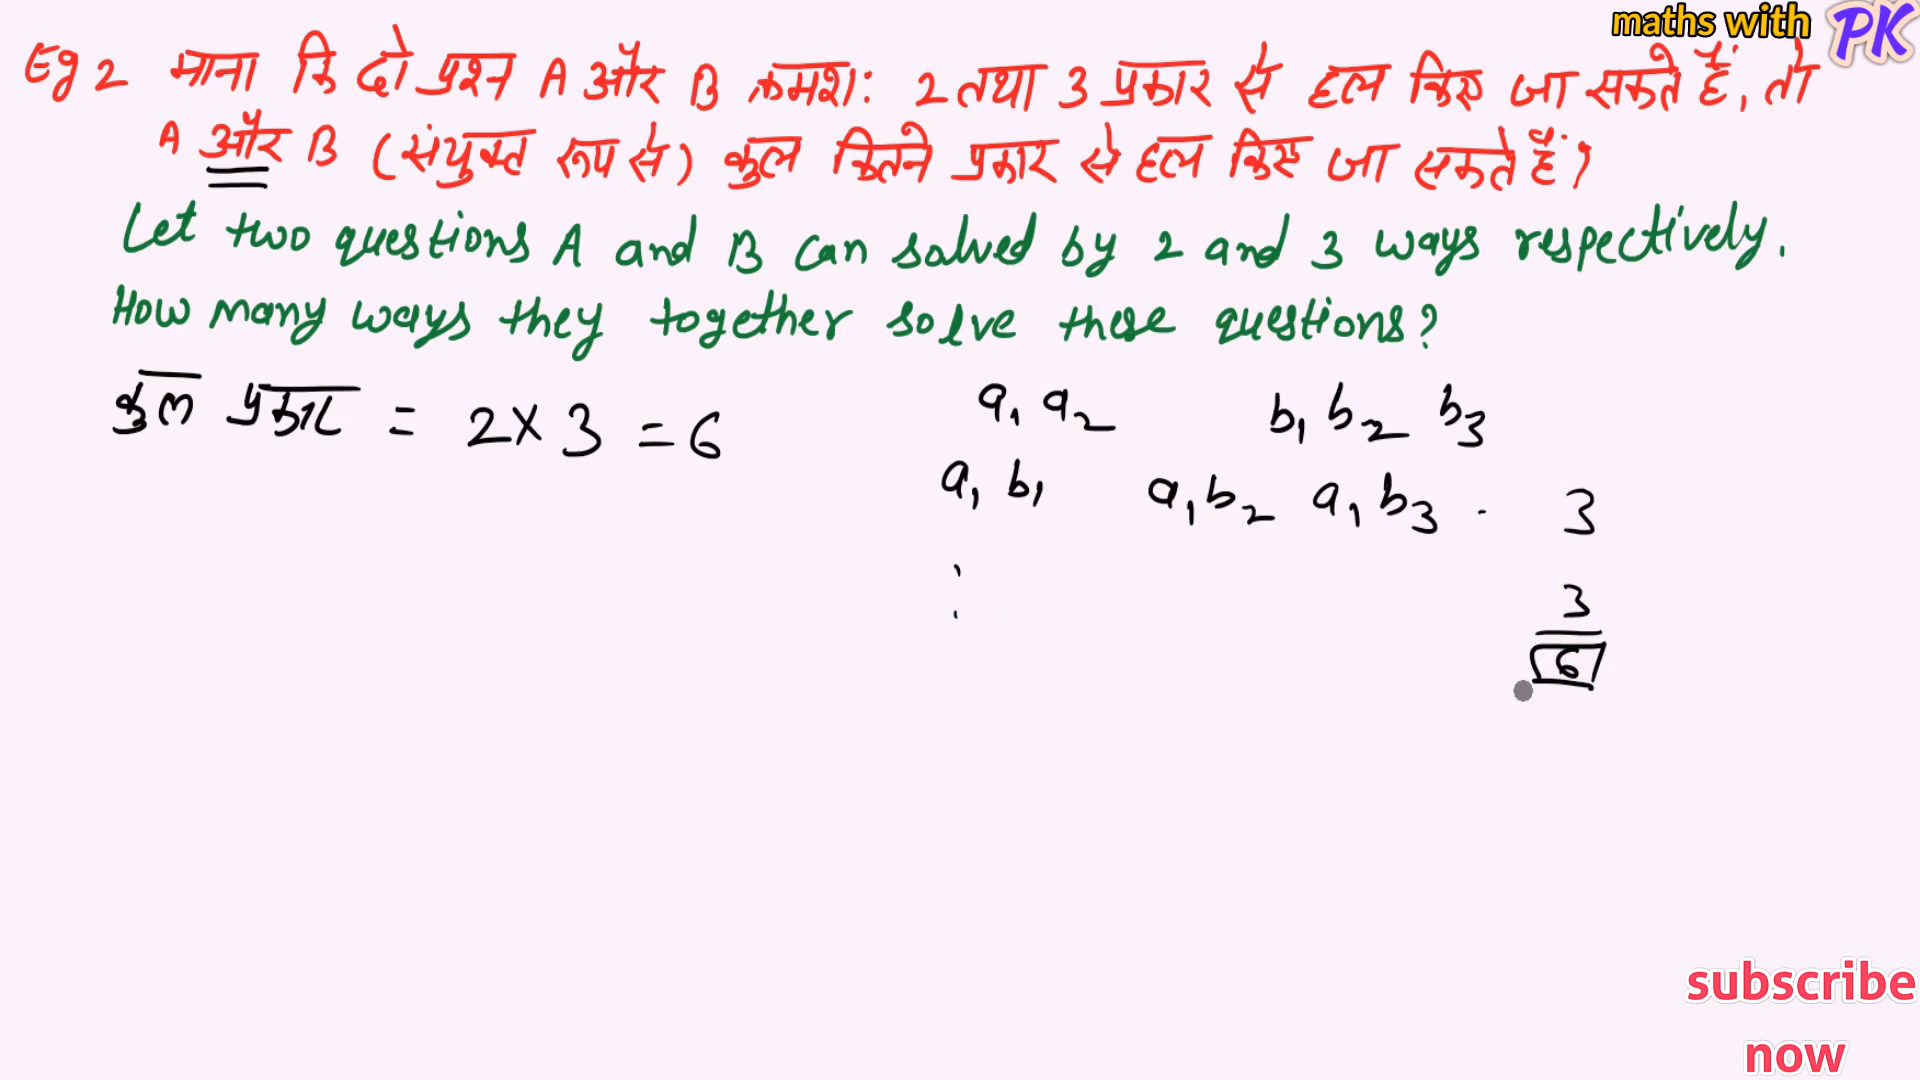 maths with PK
Eg 2 माना कि दो प्रश्न A और B क्रमश: 2 तथा 3 प्रकार से हल किए जा सकते हैं, तो
A और B (संयुक्त रूप से) कुल कितने प्रकार से हल किए जा सकते हैं?
Let two questions A and B can solved by 2 and 3 ways respectively.
How many ways they together solve these questions?
कुल प्रकार = 2 × 3 = 6
a₁ a₂ b₁ b₂ b₃
a₁ b₁ a₁ b₂ a₁ b₃ . 3
3
6
subscribe
now